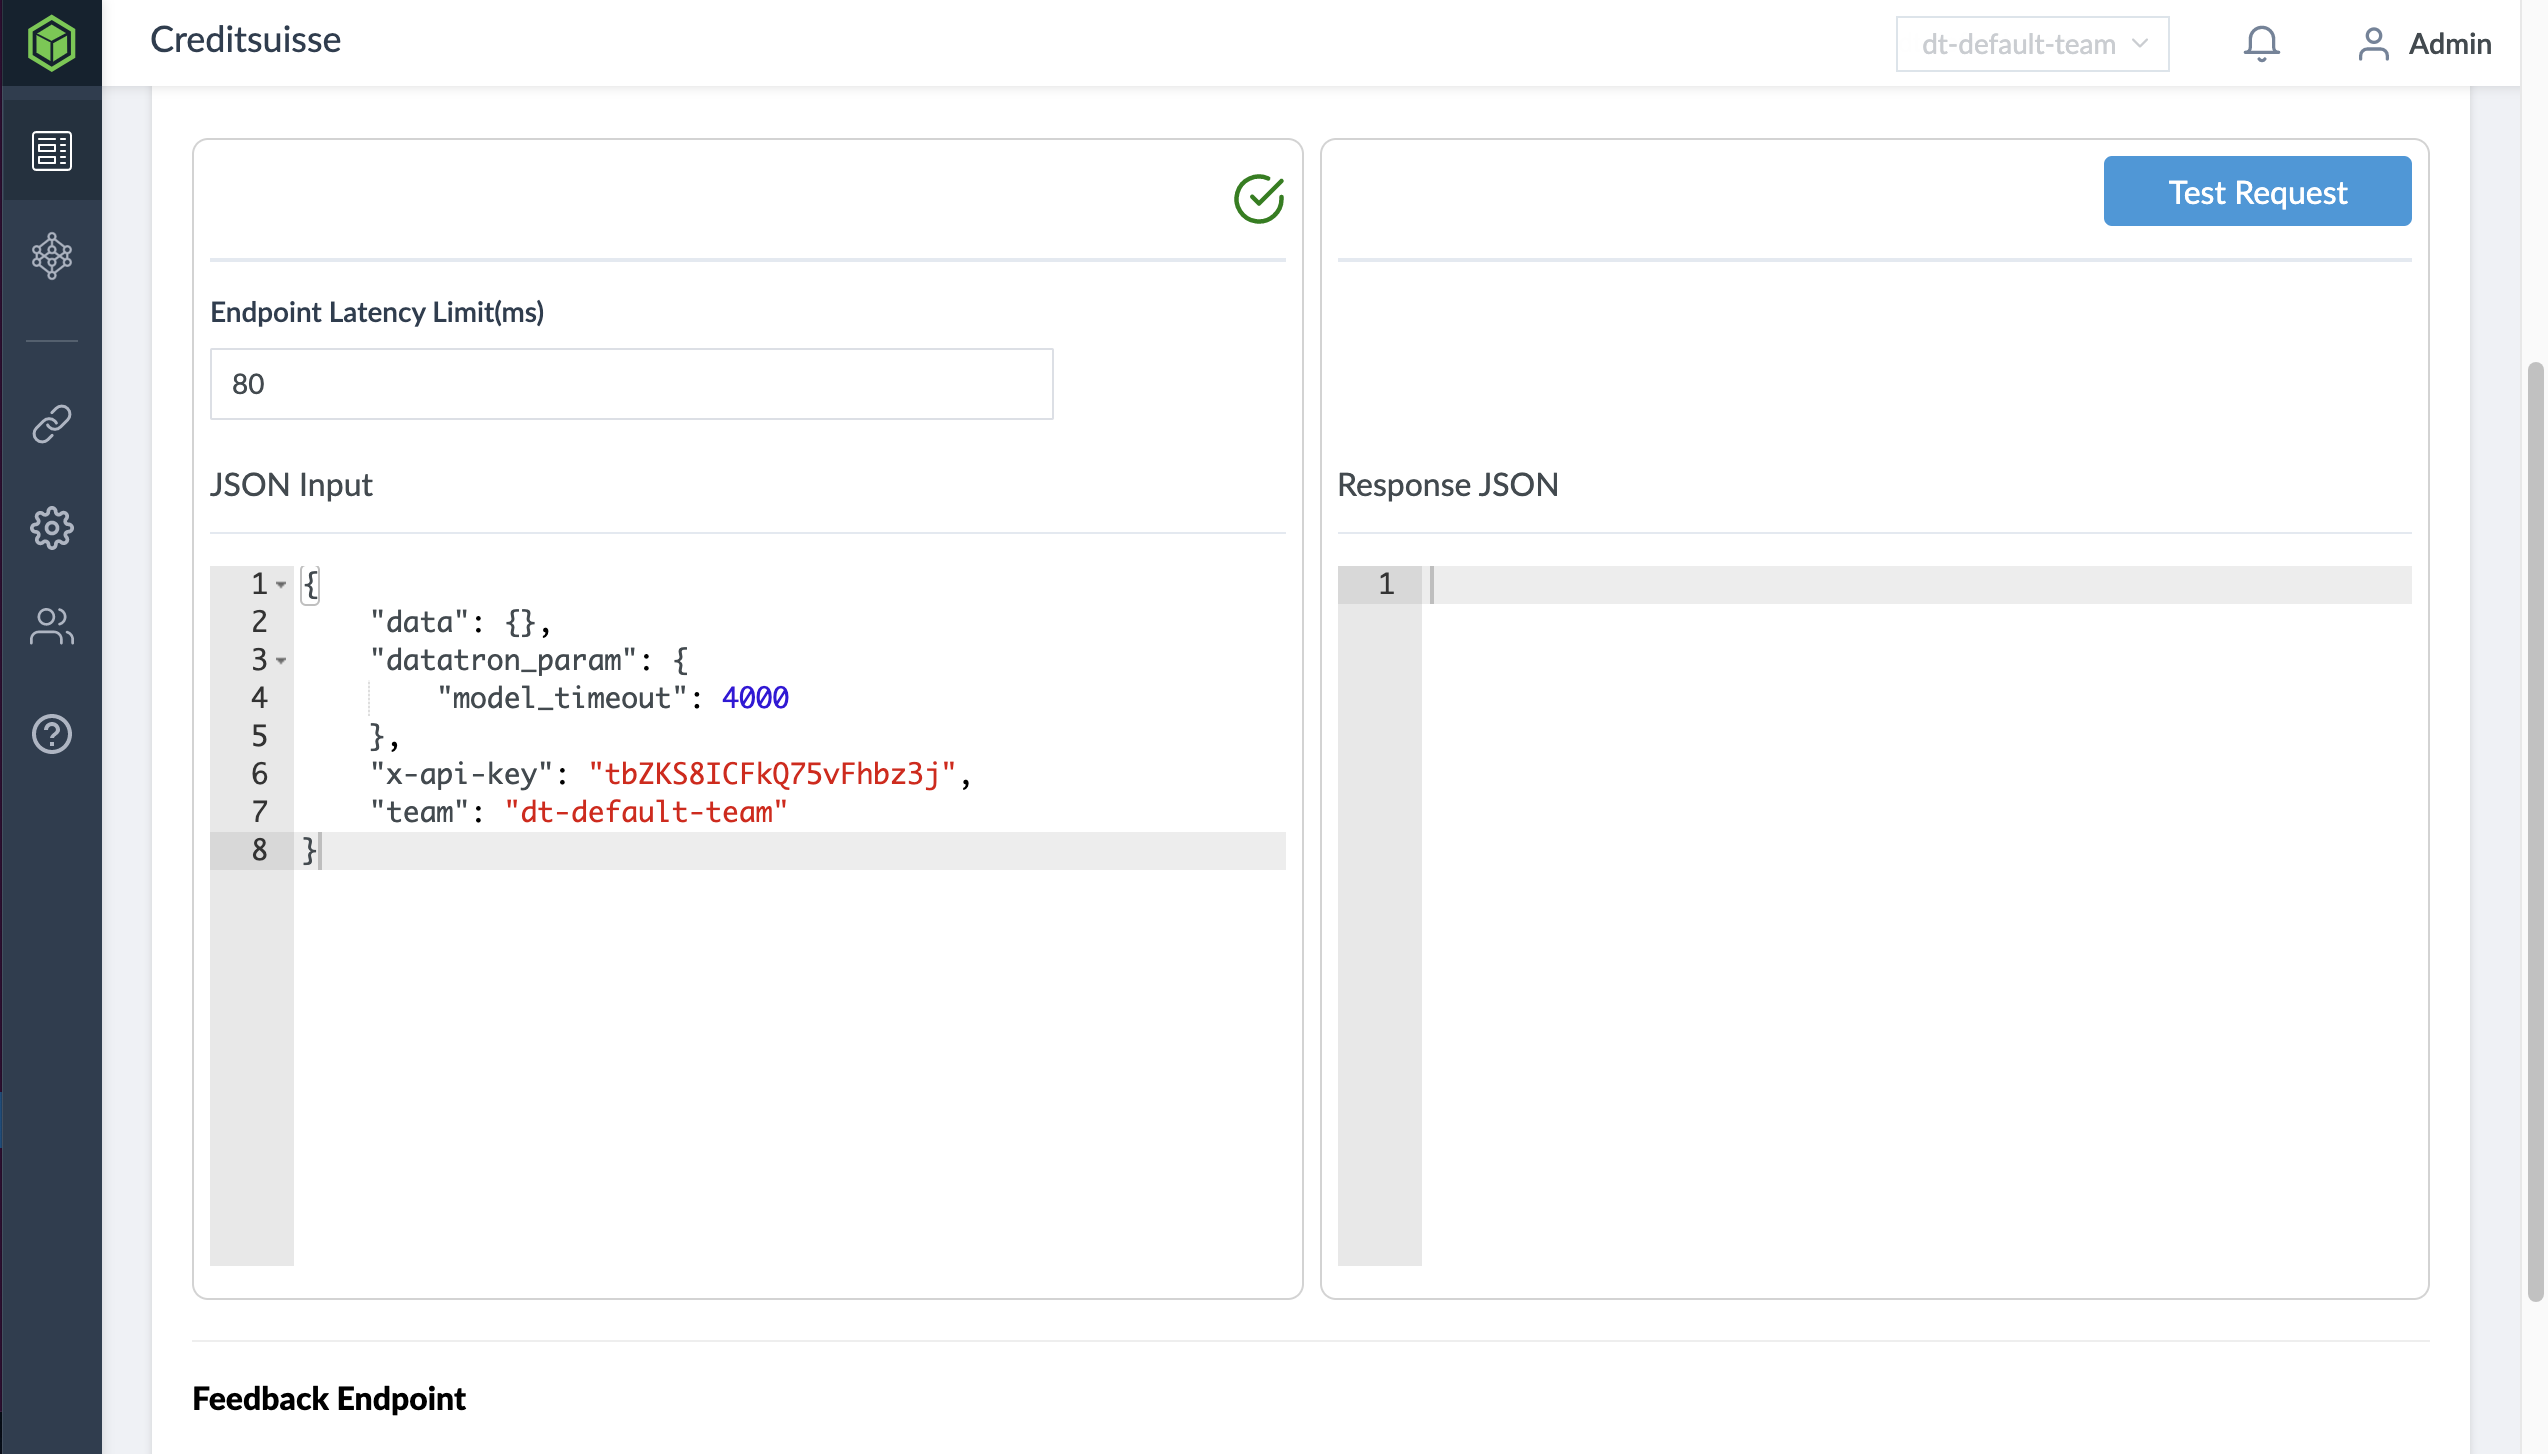 Creditsuisse
dt-default-team
Admin
Test Request
Endpoint Latency Limit(ms)
80
JSON Input
1 {
2 "data": {},
3 "datatron_param": {
4 "model_timeout": 4000
5 },
6 "x-api-key": "tbZKS8ICFkQ75vFhbz3j",
7 "team": "dt-default-team"
8 }
Response JSON
1
Feedback Endpoint